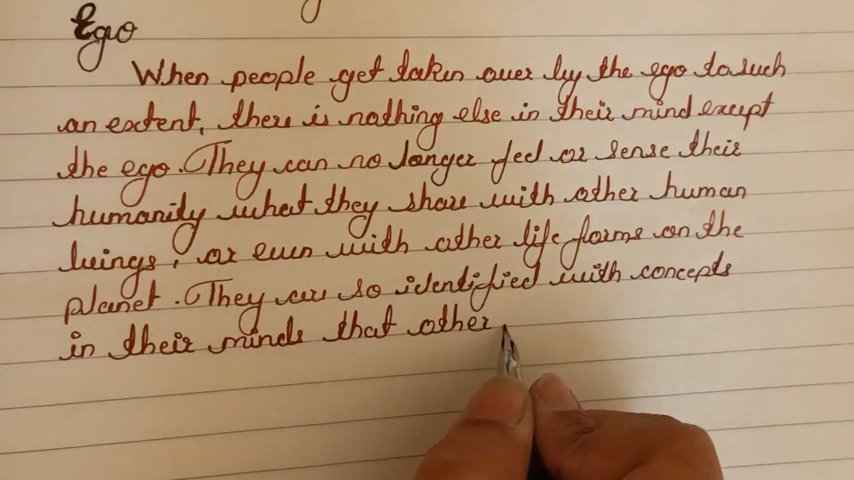 Ego
When people get taken over by the ego to such
an extent, there is nothing else in their mind except
the ego. They can no longer feel or sense their
humanity what they share with other human
beings, or even with other life forms on the
planet. They are so identified with concepts
in their minds that other